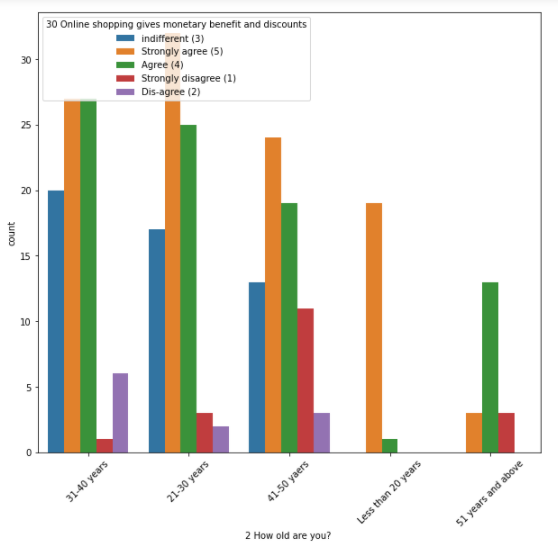 30 Online shopping gives monetary benefit and discounts
indifferent (3)
Strongly agree (5)
Agree (4)
Strongly disagree (1)
Dis-agree (2)
30
25
20
15
10
5
0
count
31-40 years
21-30 years
41-50 yaers
Less than 20 years
51 years and above
2 How old are you?